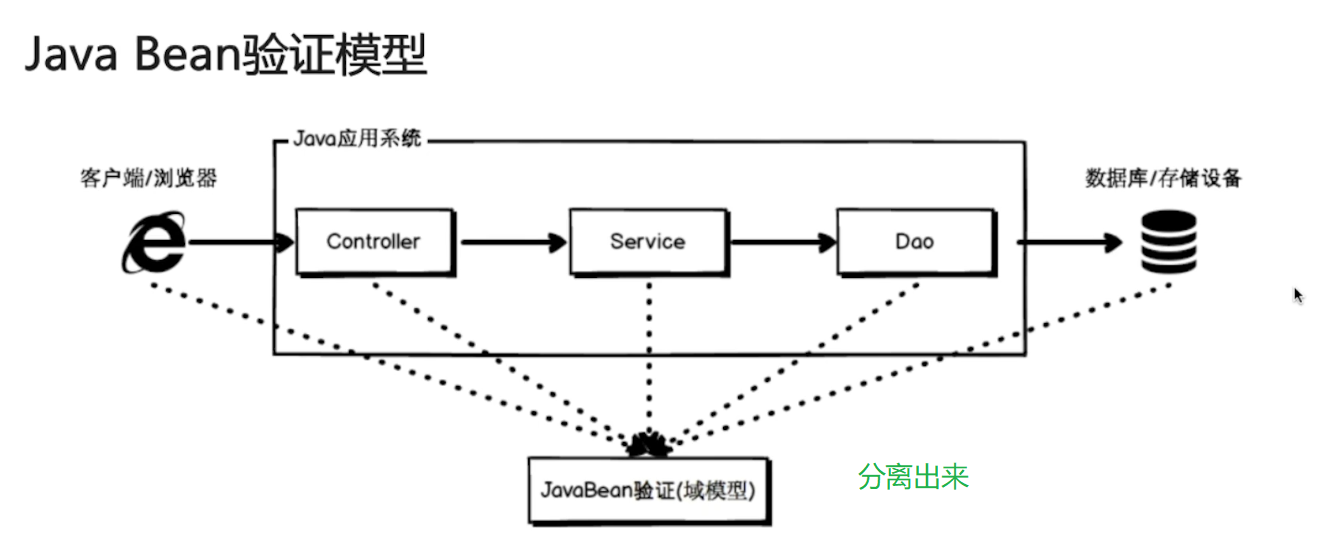 Java Bean验证模型
Java应用系统
客户端/浏览器
数据库/存储设备
Controller
Service
Dao
JavaBean验证(域模型)
分离出来